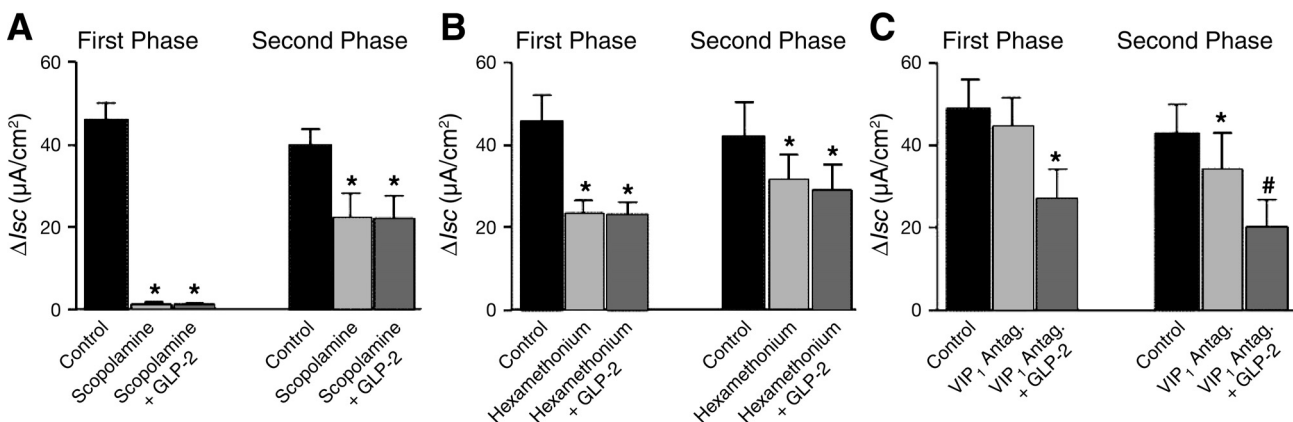 A
First Phase
Second Phase
ΔIsc (μA/cm²)
60
40
20
0
*
*
*
*
Control
Scopolamine
Scopolamine
+ GLP-2
Control
Scopolamine
Scopolamine
+ GLP-2
B
First Phase
Second Phase
ΔIsc (μA/cm²)
60
40
20
0
*
*
*
*
Control
Hexamethonium
Hexamethonium
+ GLP-2
Control
Hexamethonium
Hexamethonium
+ GLP-2
C
First Phase
Second Phase
ΔIsc (μA/cm²)
60
40
20
0
*
*
#
Control
VIP₁ Antag.
VIP₁ Antag.
+ GLP-2
Control
VIP₁ Antag.
VIP₁ Antag.
+ GLP-2